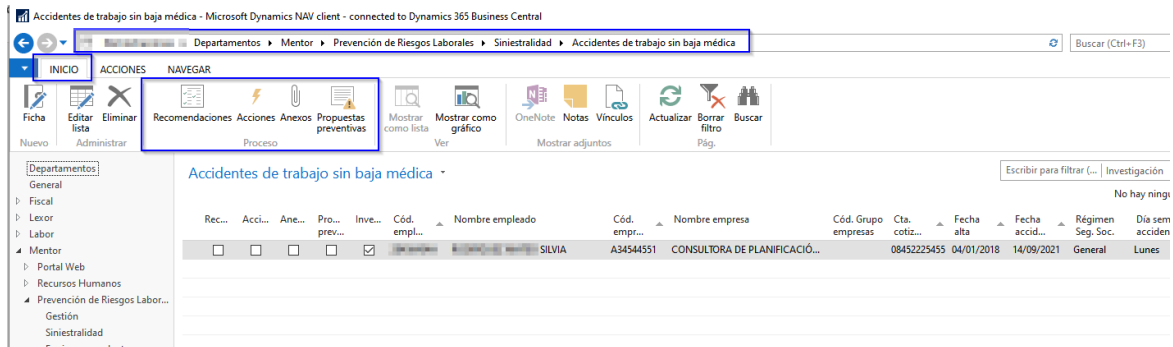 Accidentes de trabajo sin baja médica - Microsoft Dynamics NAV client - connected to Dynamics 365 Business Central
Departamentos Mentor Prevención de Riesgos Laborales Siniestralidad Accidentes de trabajo sin baja médica
Buscar (Ctrl+F3)
INICIO ACCIONES NAVEGAR
Ficha
Editar lista
Eliminar
Recomendaciones
Acciones
Anexos
Propuestas preventivas
Mostrar como lista
Mostrar como gráfico
OneNote
Notas
Vínculos
Actualizar
Borrar filtro
Buscar
Nuevo Administrar Proceso Ver Mostrar adjuntos Pág.
Departamentos
General
Fiscal
Lexor
Labor
Mentor
Portal Web
Recursos Humanos
Prevención de Riesgos Labor...
Gestión
Siniestralidad
Accidentes de trabajo sin baja médica
Escribir para filtrar (... Investigación
No hay ningu
Rec... Acci... Ane... Pro... prev... Inve... Cód. empl... Nombre empleado Cód. empr... Nombre empresa Cód. Grupo empresas Cta. cotiz... Fecha alta Fecha accid... Régimen Seg. Soc. Día sem acciden
SILVIA A34544551 CONSULTORA DE PLANIFICACIÓ... 08452225455 04/01/2018 14/09/2021 General Lunes